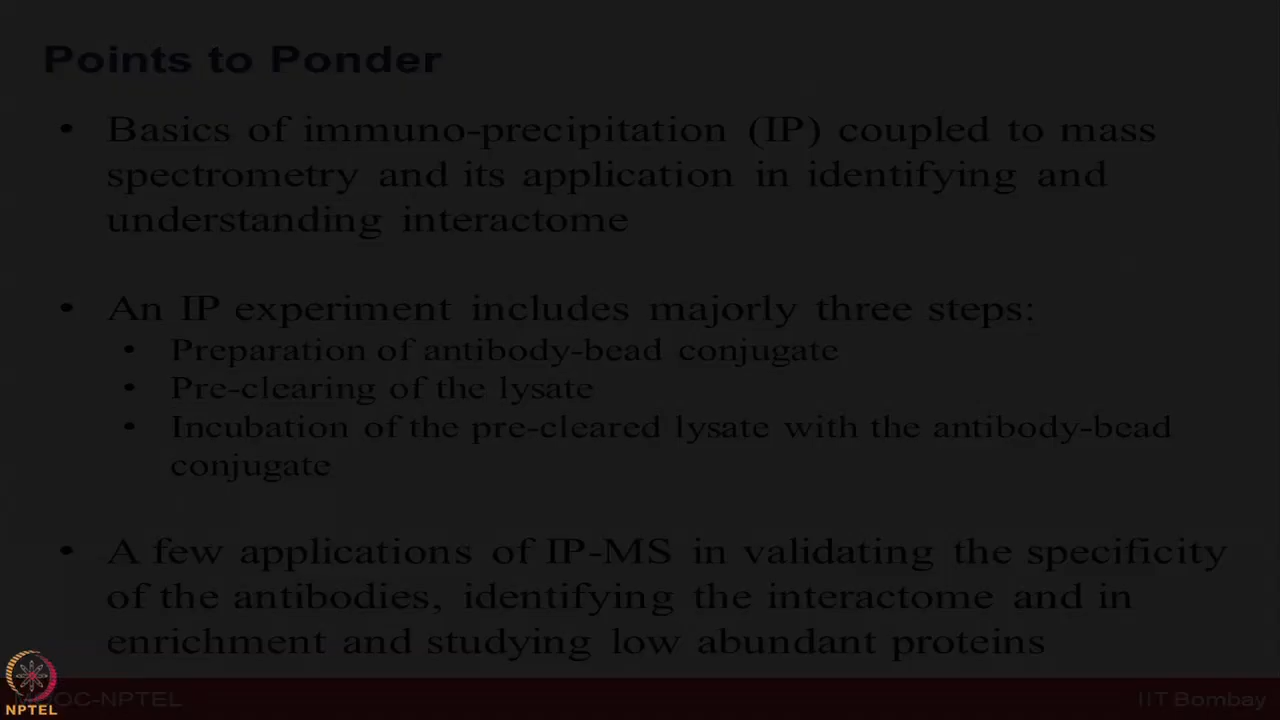 Points to Ponder
• Basics of immuno-precipitation (IP) coupled to mass
spectrometry and its application in identifying and
understanding interactome
• An IP experiment includes majorly three steps:
• Preparation of antibody-bead conjugate
• Pre-clearing of the lysate
• Incubation of the pre-cleared lysate with the antibody-bead
conjugate
• A few applications of IP-MS in validating the specificity
of the antibodies, identifying the interactome and in
enrichment and studying low abundant proteins
MOOC-NPTEL
IIT Bombay
NPTEL